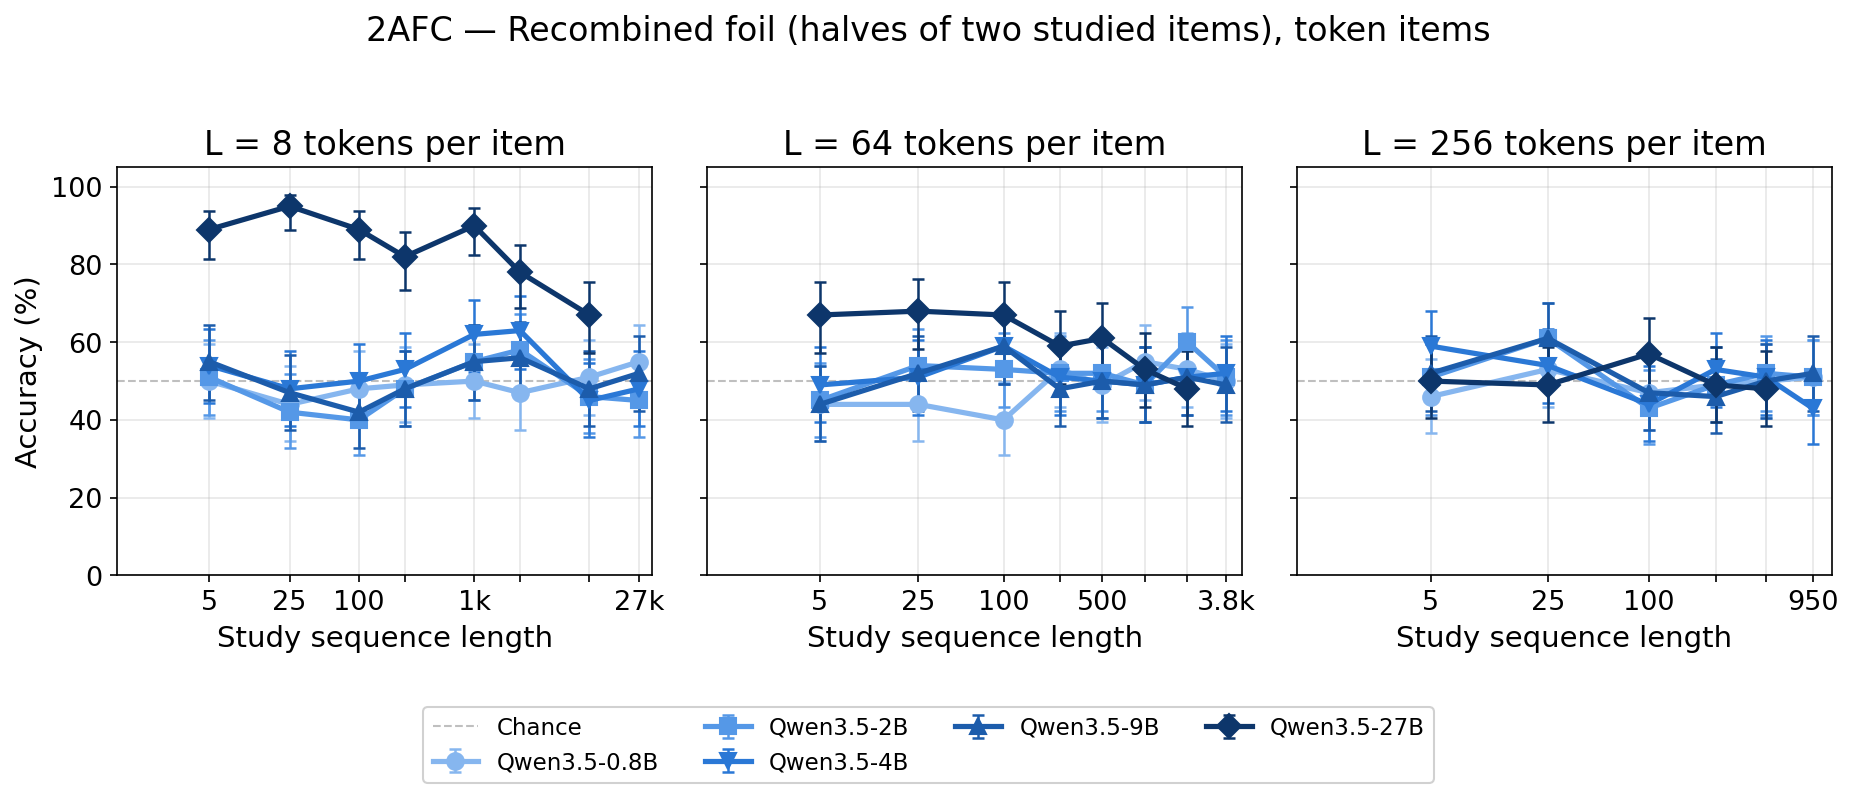 2AFC — Recombined foil (halves of two studied items), token items
L = 8 tokens per item
L = 64 tokens per item
L = 256 tokens per item
Accuracy (%)
100
80
60
40
20
0
5 25 100 1k 27k
5 25 100 500 3.8k
5 25 100 950
Study sequence length
Study sequence length
Study sequence length
Chance
Qwen3.5-0.8B
Qwen3.5-2B
Qwen3.5-4B
Qwen3.5-9B
Qwen3.5-27B